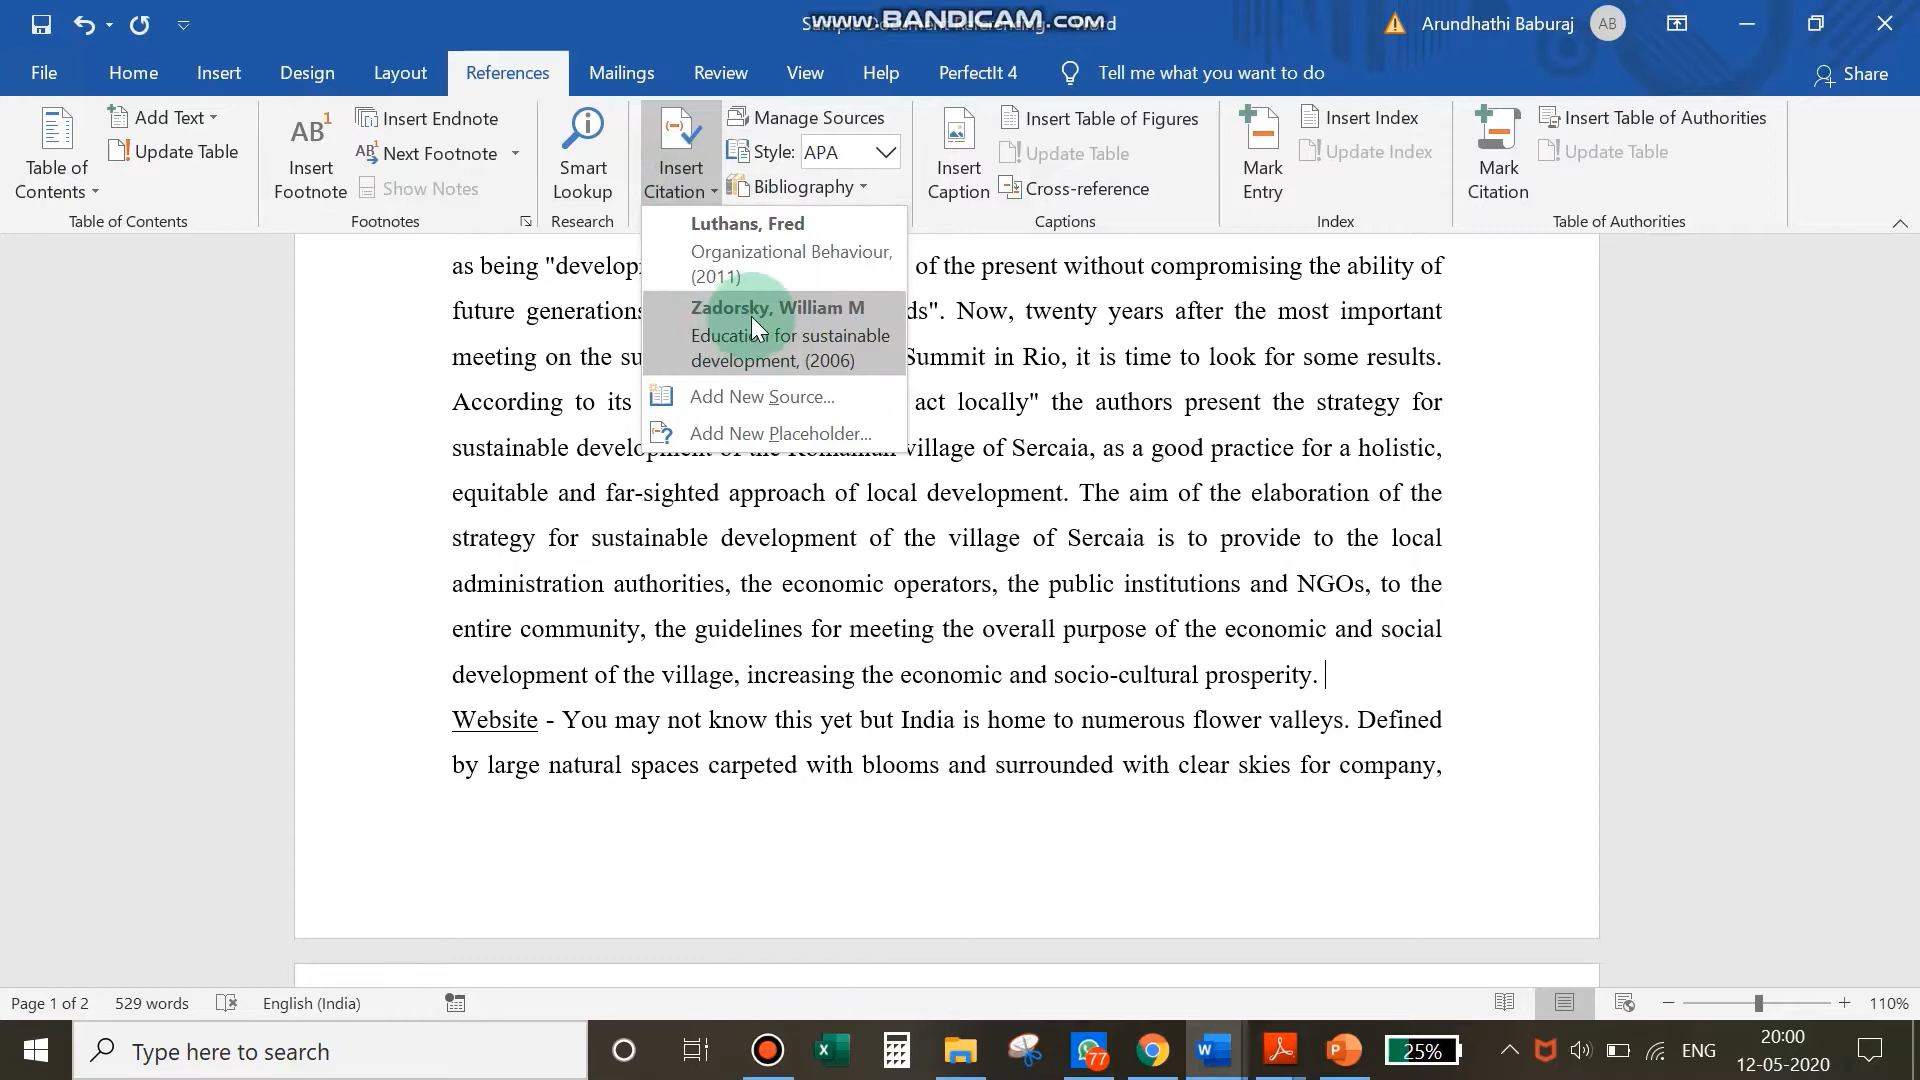 www.BANDICAM.com
Arundhathi Baburaj AB
File Home Insert Design Layout References Mailings Review View Help PerfectIt 4 Tell me what you want to do Share
Table of Contents
Add Text
Update Table
Table of Contents
AB1
Insert Footnote
Insert Endnote
Next Footnote
Show Notes
Footnotes
Smart Lookup
Research
Insert Citation
Manage Sources
Style: APA
Bibliography
Insert Caption
Insert Table of Figures
Update Table
Cross-reference
Captions
Mark Entry
Insert Index
Update Index
Index
Mark Citation
Insert Table of Authorities
Update Table
Table of Authorities
Luthans, Fred
Organizational Behaviour,
(2011)
Zadorsky, William M
Education for sustainable
development, (2006)
Add New Source...
Add New Placeholder...
as being "develop of the present without compromising the ability of
future generations ds". Now, twenty years after the most important
meeting on the su Summit in Rio, it is time to look for some results.
According to its act locally" the authors present the strategy for
sustainable development of the Romanian village of Sercaia, as a good practice for a holistic,
equitable and far-sighted approach of local development. The aim of the elaboration of the
strategy for sustainable development of the village of Sercaia is to provide to the local
administration authorities, the economic operators, the public institutions and NGOs, to the
entire community, the guidelines for meeting the overall purpose of the economic and social
development of the village, increasing the economic and socio-cultural prosperity.
Website - You may not know this yet but India is home to numerous flower valleys. Defined
by large natural spaces carpeted with blooms and surrounded with clear skies for company,
Page 1 of 2 529 words English (India) 110%
Type here to search
77
25%
ENG
20:00
12-05-2020